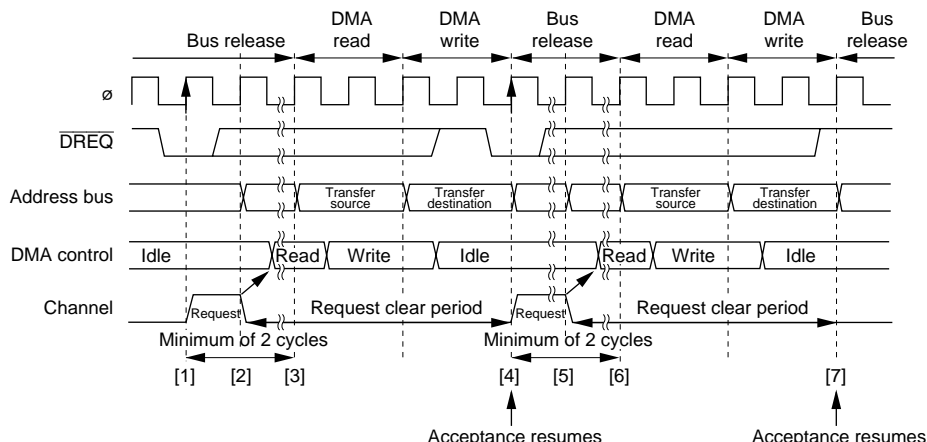 DMA DMA Bus DMA DMA Bus
Bus release read write release read write release
ø
DREQ
Address bus Transfer source Transfer destination Transfer source Transfer destination
DMA control Idle Read Write Idle Read Write Idle
Channel Request Request clear period Request Request clear period
Minimum of 2 cycles Minimum of 2 cycles
[1] [2] [3] [4] [5] [6] [7]
Acceptance resumes Acceptance resumes